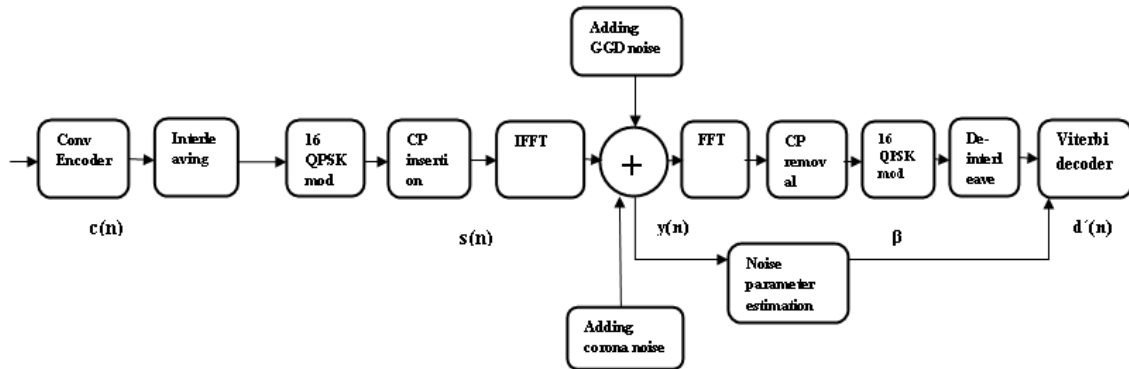 Adding
GGD noise
Conv
Encoder
Interle
aving
16
QPSK
mod
CP
inserti
on
IFFT
+
FFT
CP
remov
al
16
QPSK
mod
De-
interl
eave
Viterbi
decoder
c(n)
s(n)
y(n)
β
d´(n)
Noise
parameter
estimation
Adding
corona noise